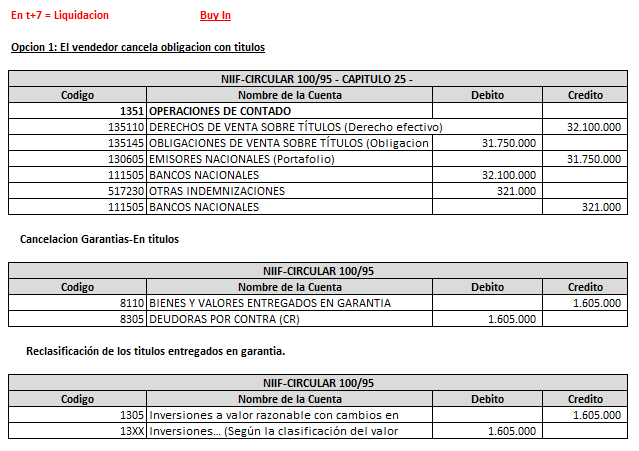 En t+7 = Liquidacion Buy In
Opcion 1: El vendedor cancela obligacion con titulos
NIIF-CIRCULAR 100/95 - CAPITULO 25 -
Codigo Nombre de la Cuenta Debito Credito
1351 OPERACIONES DE CONTADO
135110 DERECHOS DE VENTA SOBRE TÍTULOS (Derecho efectivo) 32.100.000
135145 OBLIGACIONES DE VENTA SOBRE TÍTULOS (Obligacion 31.750.000
130605 EMISORES NACIONALES (Portafolio) 31.750.000
111505 BANCOS NACIONALES 32.100.000
517230 OTRAS INDEMNIZACIONES 321.000
111505 BANCOS NACIONALES 321.000
Cancelacion Garantias-En titulos
NIIF-CIRCULAR 100/95
Codigo Nombre de la Cuenta Debito Credito
8110 BIENES Y VALORES ENTREGADOS EN GARANTIA 1.605.000
8305 DEUDORAS POR CONTRA (CR) 1.605.000
Reclasificación de los titulos entregados en garantia.
NIIF-CIRCULAR 100/95
Codigo Nombre de la Cuenta Debito Credito
1305 Inversiones a valor razonable con cambios en 1.605.000
13XX Inversiones... (Según la clasificación del valor 1.605.000